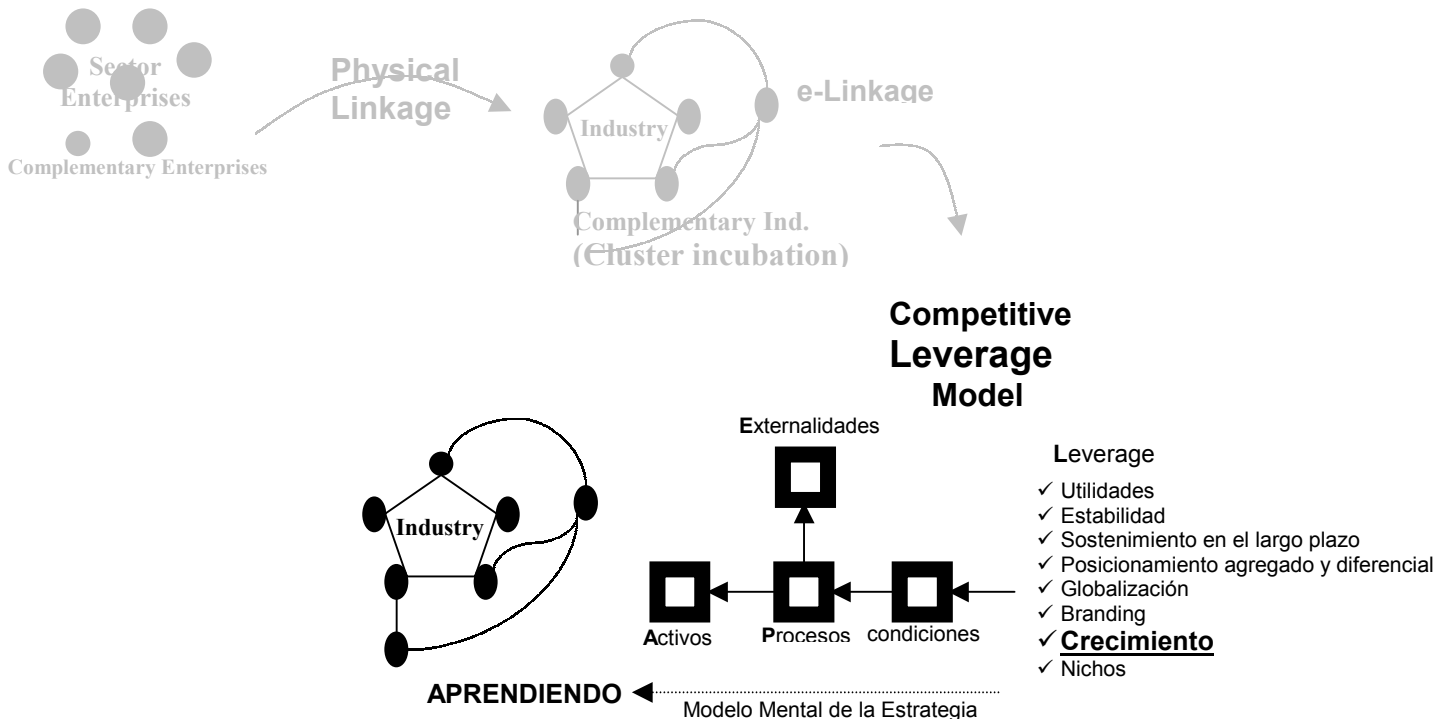 Sector
Enterprises
Complementary Enterprises
Physical
Linkage
Industry
Complementary Ind.
(Cluster incubation)
e-Linkage
Competitive
Leverage
Model
Industry
APRENDIENDO
Externalidades
Activos
Procesos
condiciones
Leverage
✓ Utilidades
✓ Estabilidad
✓ Sostenimiento en el largo plazo
✓ Posicionamiento agregado y diferencial
✓ Globalización
✓ Branding
✓ Crecimiento
✓ Nichos
Modelo Mental de la Estrategia